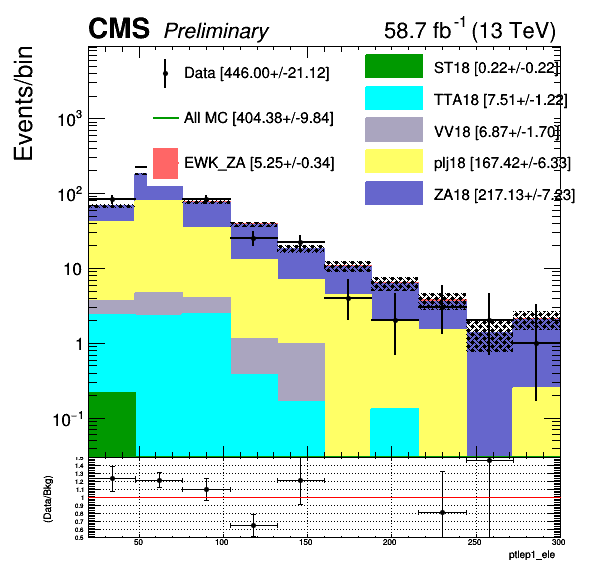 CMS Preliminary 58.7 fb⁻¹ (13 TeV)
Events/bin
Data [446.00+/-21.12]
All MC [404.38+/-9.84]
EWK_ZA [5.25+/-0.34]
ST18 [0.22+/-0.22]
TTA18 [7.51+/-1.22]
VV18 [6.87+/-1.70]
plj18 [167.42+/-6.33]
ZA18 [217.13+/-7.23]
10³
10²
10
1
10⁻¹
(Data/Bkg)
1.5
1.4
1.3
1.2
1.1
1
0.9
0.8
0.7
0.6
0.5
50 100 150 200 250 300
ptlep1_ele